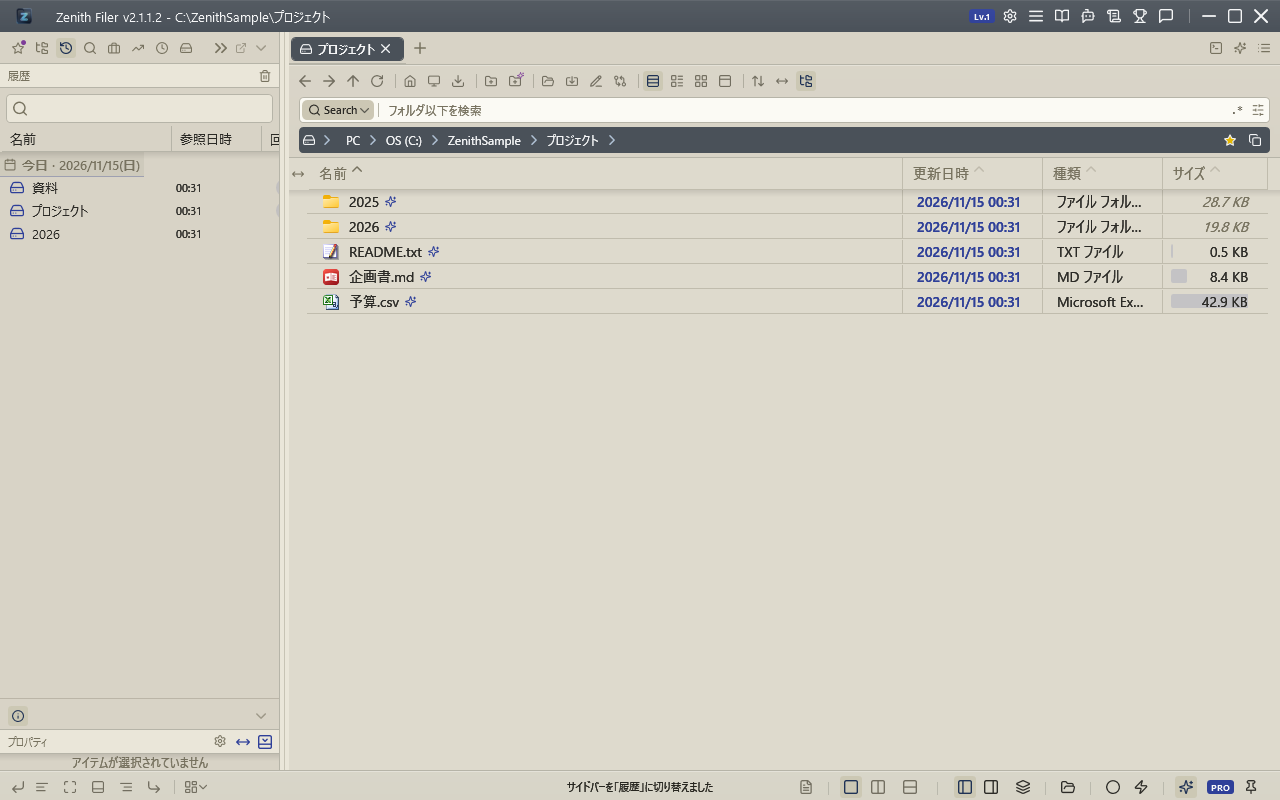 Zenith Filer v2.1.1.2 - C:\ZenithSample\プロジェクト
Lv.1
履歴
名前 参照日時
今日 · 2026/11/15(日)
資料 00:31
プロジェクト 00:31
2026 00:31
プロパティ
アイテムが選択されていません
プロジェクト
Search フォルダ以下を検索 .*
PC OS (C:) ZenithSample プロジェクト
名前 更新日時 種類 サイズ
2025 2026/11/15 00:31 ファイル フォル... 28.7 KB
2026 2026/11/15 00:31 ファイル フォル... 19.8 KB
README.txt 2026/11/15 00:31 TXT ファイル 0.5 KB
企画書.md 2026/11/15 00:31 MD ファイル 8.4 KB
予算.csv 2026/11/15 00:31 Microsoft Ex... 42.9 KB
サイドバーを「履歴」に切り替えました
PRO